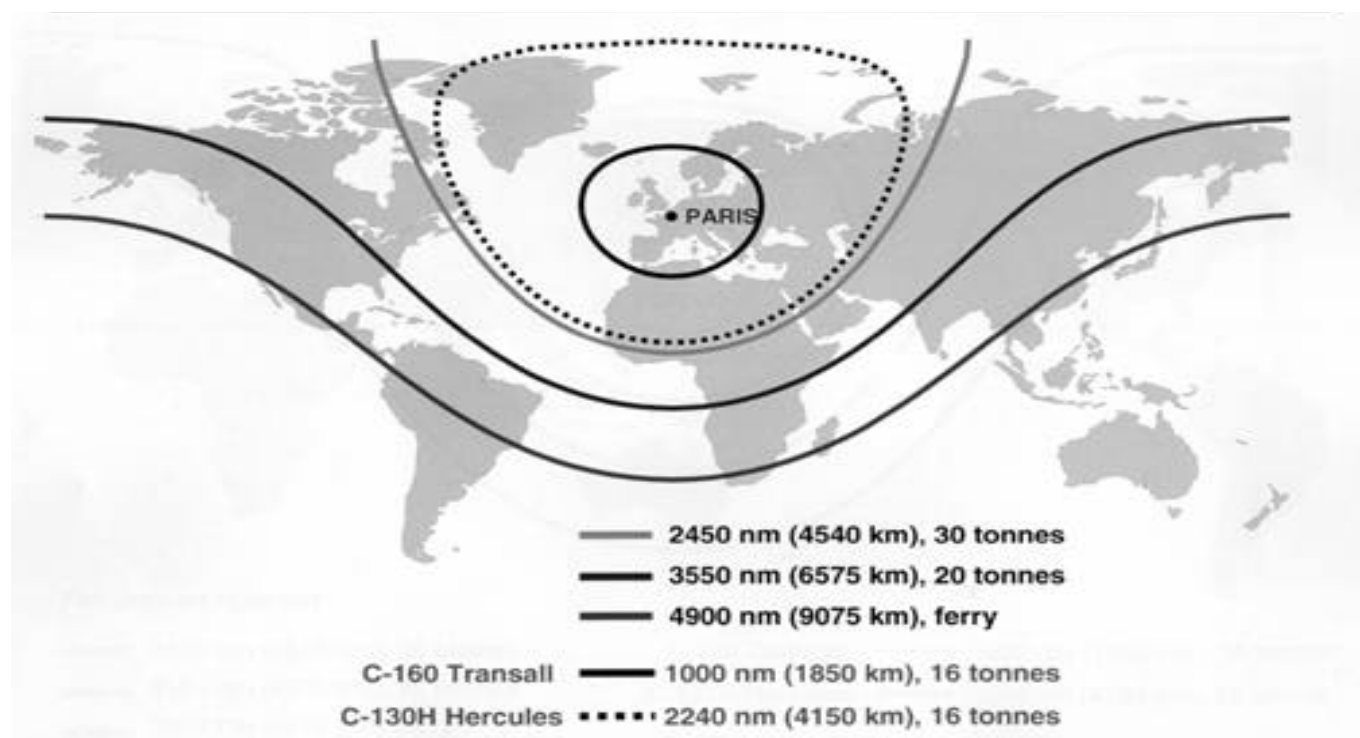 PARIS
2450 nm (4540 km), 30 tonnes
3550 nm (6575 km), 20 tonnes
4900 nm (9075 km), ferry
C-160 Transall 1000 nm (1850 km), 16 tonnes
C-130H Hercules 2240 nm (4150 km), 16 tonnes